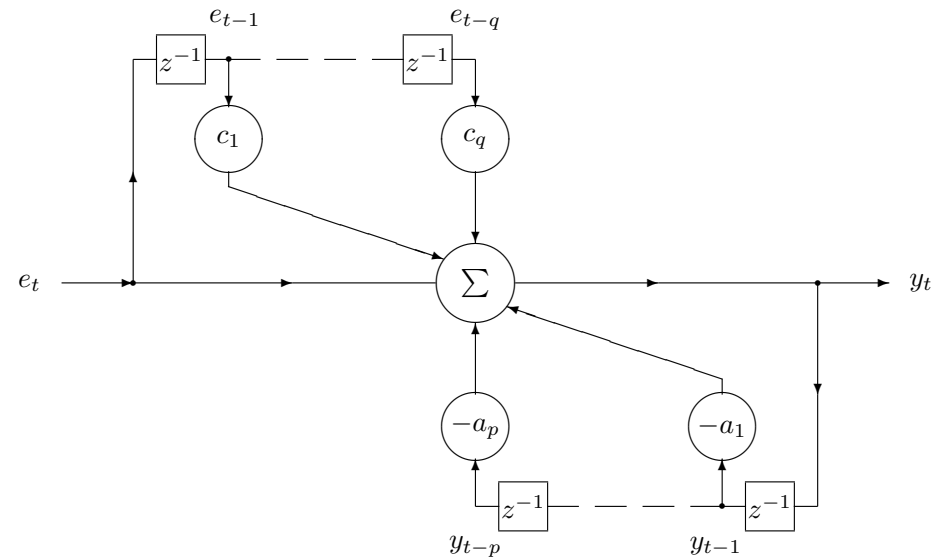 e_{t−1} e_{t−q}
z^{−1} z^{−1}
c_1 c_q
e_t Σ y_t
−a_p −a_1
z^{−1} z^{−1}
y_{t−p} y_{t−1}